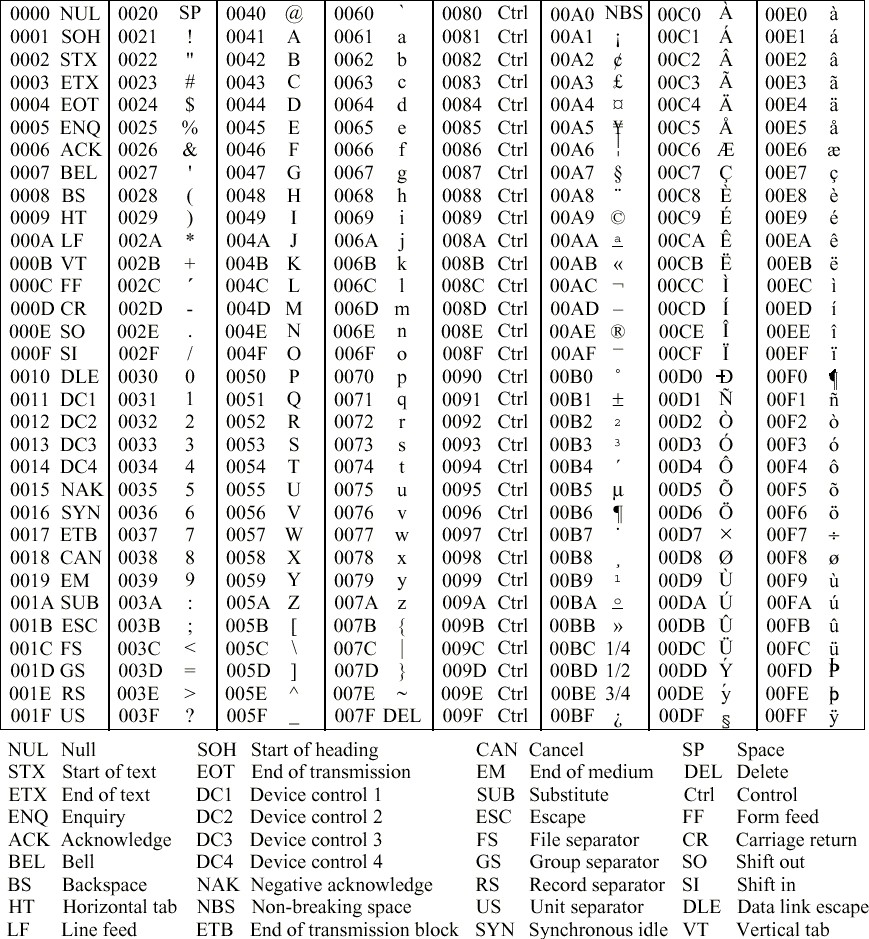 0000 NUL 0020 SP 0040 @ 0060 ` 0080 Ctrl 00A0 NBS 00C0 À 00E0 à
0001 SOH 0021 ! 0041 A 0061 a 0081 Ctrl 00A1 ¡ 00C1 Á 00E1 á
0002 STX 0022 " 0042 B 0062 b 0082 Ctrl 00A2 ¢ 00C2 Â 00E2 â
0003 ETX 0023 # 0043 C 0063 c 0083 Ctrl 00A3 £ 00C3 Ã 00E3 ã
0004 EOT 0024 $ 0044 D 0064 d 0084 Ctrl 00A4 ¤ 00C4 Ä 00E4 ä
0005 ENQ 0025 % 0045 E 0065 e 0085 Ctrl 00A5 ¥ 00C5 Å 00E5 å
0006 ACK 0026 & 0046 F 0066 f 0086 Ctrl 00A6 ¦ 00C6 Æ 00E6 æ
0007 BEL 0027 ' 0047 G 0067 g 0087 Ctrl 00A7 § 00C7 Ç 00E7 ç
0008 BS 0028 ( 0048 H 0068 h 0088 Ctrl 00A8 ¨ 00C8 È 00E8 è
0009 HT 0029 ) 0049 I 0069 i 0089 Ctrl 00A9 © 00C9 É 00E9 é
000A LF 002A * 004A J 006A j 008A Ctrl 00AA ª 00CA Ê 00EA ê
000B VT 002B + 004B K 006B k 008B Ctrl 00AB « 00CB Ë 00EB ë
000C FF 002C ´ 004C L 006C l 008C Ctrl 00AC ¬ 00CC Ì 00EC ì
000D CR 002D - 004D M 006D m 008D Ctrl 00AD – 00CD Í 00ED í
000E SO 002E . 004E N 006E n 008E Ctrl 00AE ® 00CE Î 00EE î
000F SI 002F / 004F O 006F o 008F Ctrl 00AF ¯ 00CF Ï 00EF ï
0010 DLE 0030 0 0050 P 0070 p 0090 Ctrl 00B0 ° 00D0 Ð 00F0 ¶
0011 DC1 0031 1 0051 Q 0071 q 0091 Ctrl 00B1 ± 00D1 Ñ 00F1 ñ
0012 DC2 0032 2 0052 R 0072 r 0092 Ctrl 00B2 ² 00D2 Ò 00F2 ò
0013 DC3 0033 3 0053 S 0073 s 0093 Ctrl 00B3 ³ 00D3 Ó 00F3 ó
0014 DC4 0034 4 0054 T 0074 t 0094 Ctrl 00B4 ´ 00D4 Ô 00F4 ô
0015 NAK 0035 5 0055 U 0075 u 0095 Ctrl 00B5 µ 00D5 Õ 00F5 õ
0016 SYN 0036 6 0056 V 0076 v 0096 Ctrl 00B6 ¶ 00D6 Ö 00F6 ö
0017 ETB 0037 7 0057 W 0077 w 0097 Ctrl 00B7 ˙ 00D7 × 00F7 ÷
0018 CAN 0038 8 0058 X 0078 x 0098 Ctrl 00B8 ¸ 00D8 Ø 00F8 ø
0019 EM 0039 9 0059 Y 0079 y 0099 Ctrl 00B9 ¹ 00D9 Ù 00F9 ù
001A SUB 003A : 005A Z 007A z 009A Ctrl 00BA º 00DA Ú 00FA ú
001B ESC 003B ; 005B [ 007B { 009B Ctrl 00BB » 00DB Û 00FB û
001C FS 003C < 005C \ 007C | 009C Ctrl 00BC 1/4 00DC Ü 00FC ü
001D GS 003D = 005D ] 007D } 009D Ctrl 00BD 1/2 00DD Ý 00FD Þ
001E RS 003E > 005E ^ 007E ~ 009E Ctrl 00BE 3/4 00DE ý 00FE þ
001F US 003F ? 005F _ 007F DEL 009F Ctrl 00BF ¿ 00DF § 00FF ÿ
NUL Null SOH Start of heading CAN Cancel SP Space
STX Start of text EOT End of transmission EM End of medium DEL Delete
ETX End of text DC1 Device control 1 SUB Substitute Ctrl Control
ENQ Enquiry DC2 Device control 2 ESC Escape FF Form feed
ACK Acknowledge DC3 Device control 3 FS File separator CR Carriage return
BEL Bell DC4 Device control 4 GS Group separator SO Shift out
BS Backspace NAK Negative acknowledge RS Record separator SI Shift in
HT Horizontal tab NBS Non-breaking space US Unit separator DLE Data link escape
LF Line feed ETB End of transmission block SYN Synchronous idle VT Vertical tab